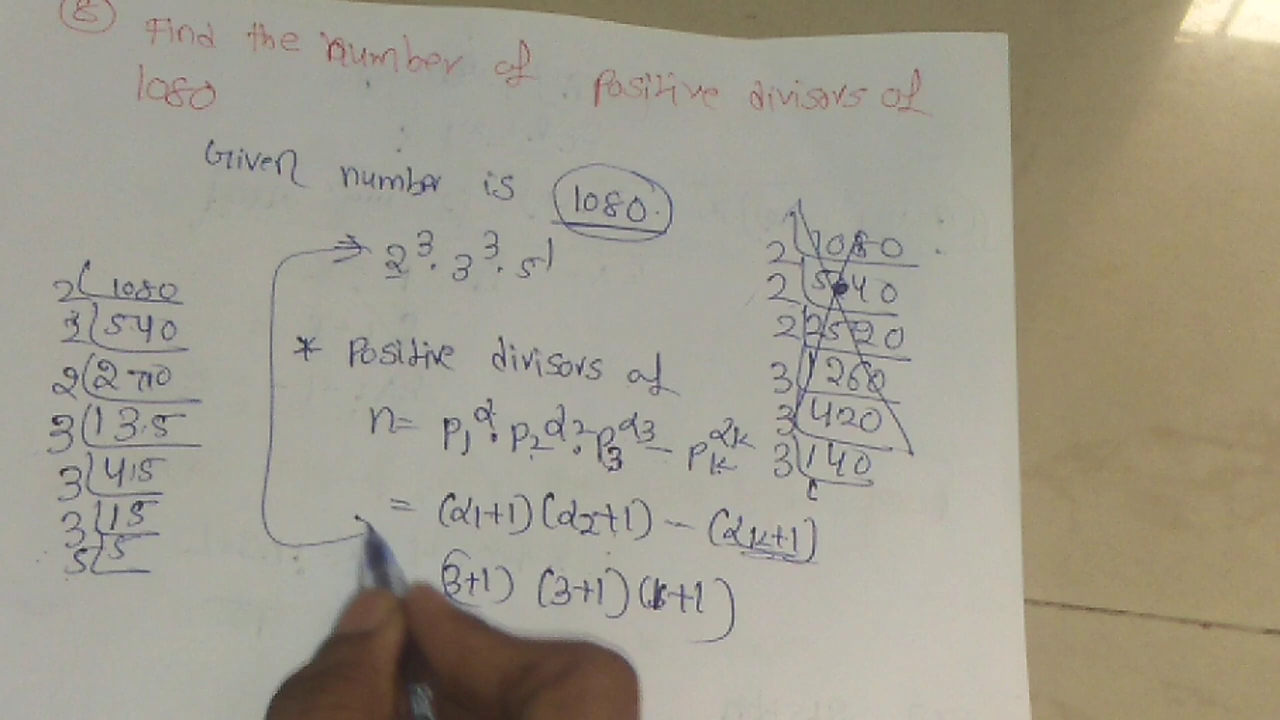 5 Find the number of positive divisors of
1080
Given number is 1080.
2³. 3³. 5¹
2 1080
2 540
2 2520
3 1260
3 420
3 140
2 1080
2 540
2 270
3 135
3 45
3 15
5 5
* Positive divisors of
n = p₁^α₁. p₂^α₂. p₃^α₃ – pₖ^αₖ
= (α₁+1) (α₂+1) – (αₖ+1)
(3+1) (3+1) (1+1)